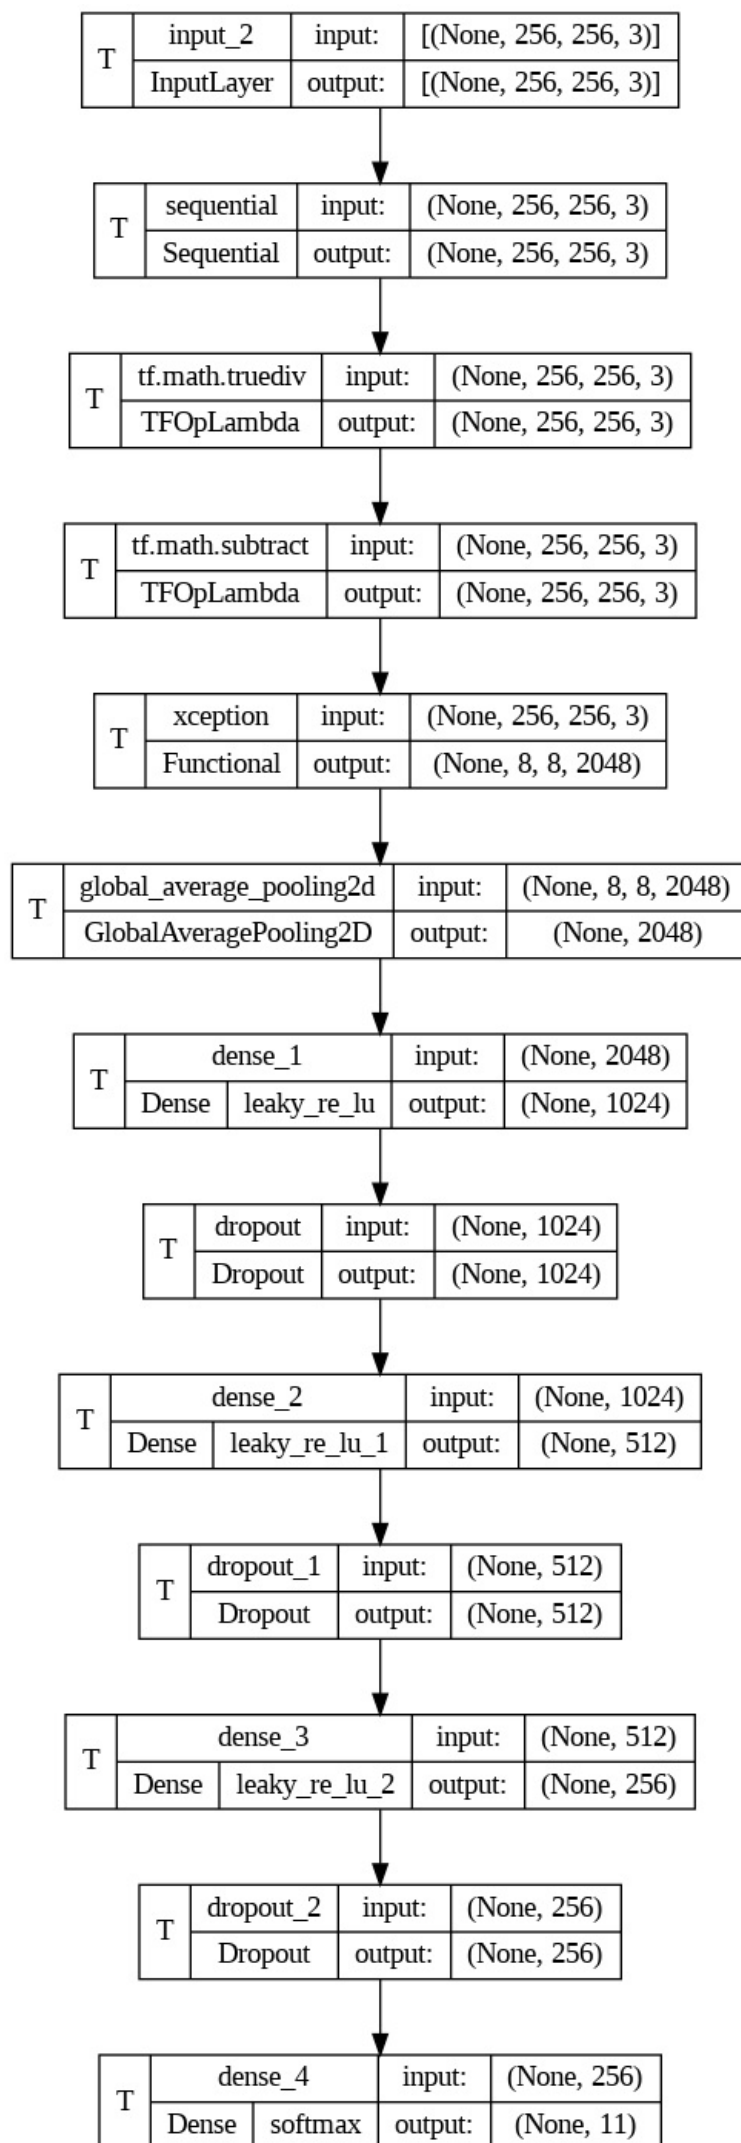 T input_2 input: [(None, 256, 256, 3)]
InputLayer output: [(None, 256, 256, 3)]
T sequential input: (None, 256, 256, 3)
Sequential output: (None, 256, 256, 3)
T tf.math.truediv input: (None, 256, 256, 3)
TFOpLambda output: (None, 256, 256, 3)
T tf.math.subtract input: (None, 256, 256, 3)
TFOpLambda output: (None, 256, 256, 3)
T xception input: (None, 256, 256, 3)
Functional output: (None, 8, 8, 2048)
T global_average_pooling2d input: (None, 8, 8, 2048)
GlobalAveragePooling2D output: (None, 2048)
T dense_1 input: (None, 2048)
Dense leaky_re_lu output: (None, 1024)
T dropout input: (None, 1024)
Dropout output: (None, 1024)
T dense_2 input: (None, 1024)
Dense leaky_re_lu_1 output: (None, 512)
T dropout_1 input: (None, 512)
Dropout output: (None, 512)
T dense_3 input: (None, 512)
Dense leaky_re_lu_2 output: (None, 256)
T dropout_2 input: (None, 256)
Dropout output: (None, 256)
T dense_4 input: (None, 256)
Dense softmax output: (None, 11)